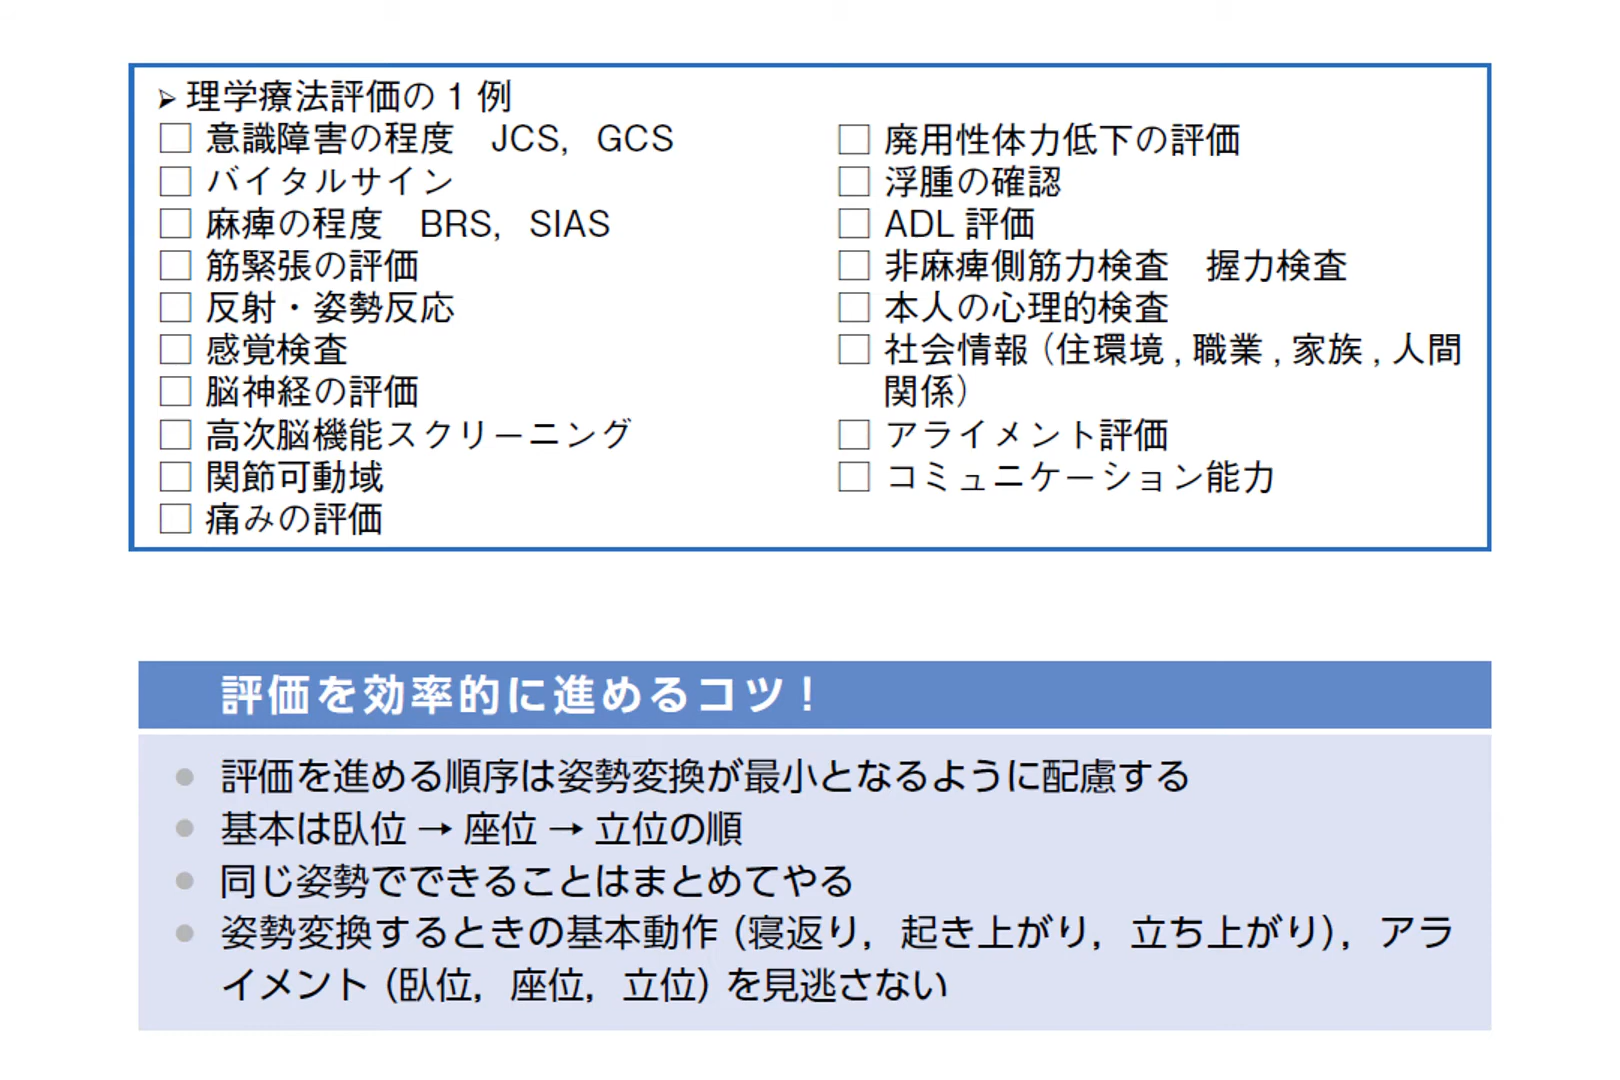 ➢ 理学療法評価の 1 例
□ 意識障害の程度　JCS，GCS
□ バイタルサイン
□ 麻痺の程度　BRS，SIAS
□ 筋緊張の評価
□ 反射・姿勢反応
□ 感覚検査
□ 脳神経の評価
□ 高次脳機能スクリーニング
□ 関節可動域
□ 痛みの評価
□ 廃用性体力低下の評価
□ 浮腫の確認
□ ADL 評価
□ 非麻痺側筋力検査　握力検査
□ 本人の心理的検査
□ 社会情報（住環境 , 職業 , 家族 , 人間
関係）
□ アライメント評価
□ コミュニケーション能力
評価を効率的に進めるコツ！
● 評価を進める順序は姿勢変換が最小となるように配慮する
● 基本は臥位 → 座位 → 立位の順
● 同じ姿勢でできることはまとめてやる
● 姿勢変換するときの基本動作（寝返り，起き上がり，立ち上がり），アラ
イメント（臥位，座位，立位）を見逃さない